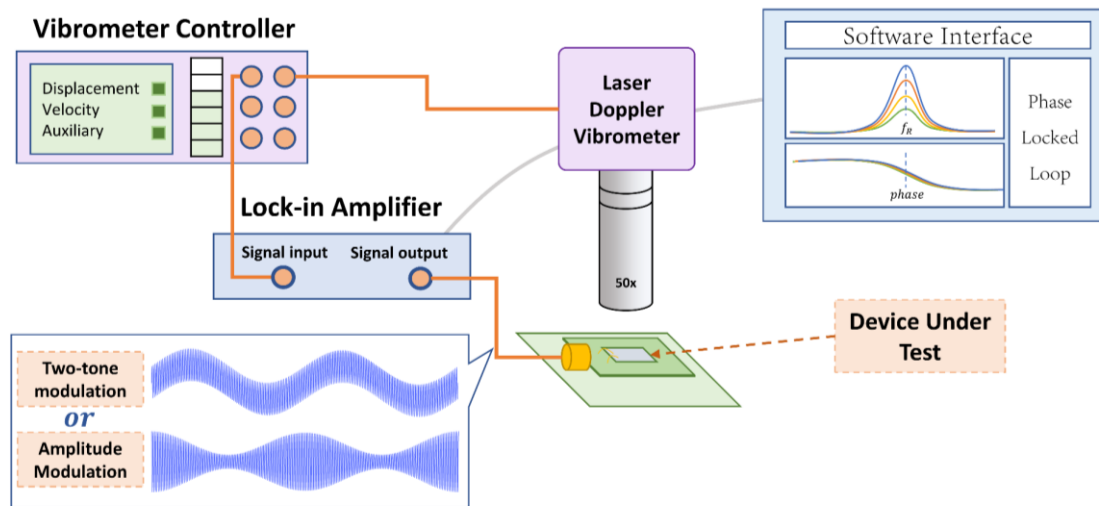 Vibrometer Controller
Displacement
Velocity
Auxiliary
Laser
Doppler
Vibrometer
Software Interface
f_R
phase
Phase
Locked
Loop
Lock-in Amplifier
Signal input
Signal output
50x
Device Under
Test
Two-tone
modulation
or
Amplitude
Modulation